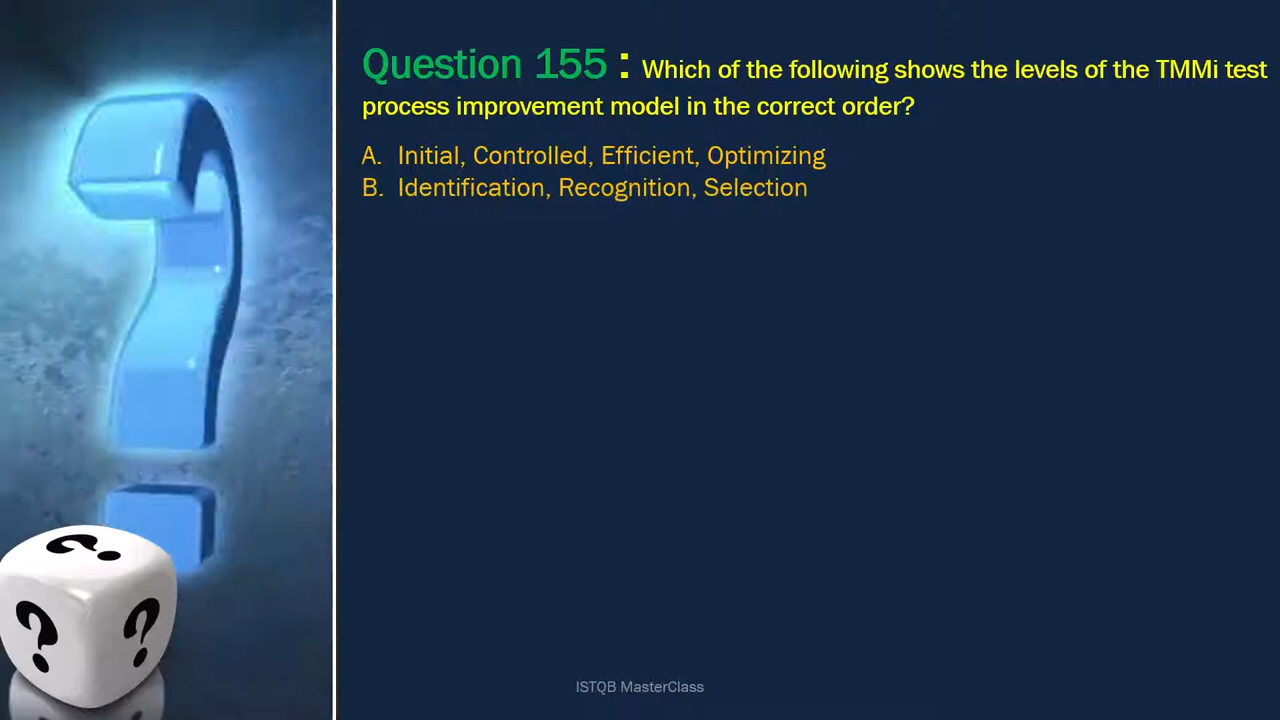 Question 155 : Which of the following shows the levels of the TMMi test
process improvement model in the correct order?
A. Initial, Controlled, Efficient, Optimizing
B. Identification, Recognition, Selection
ISTQB MasterClass